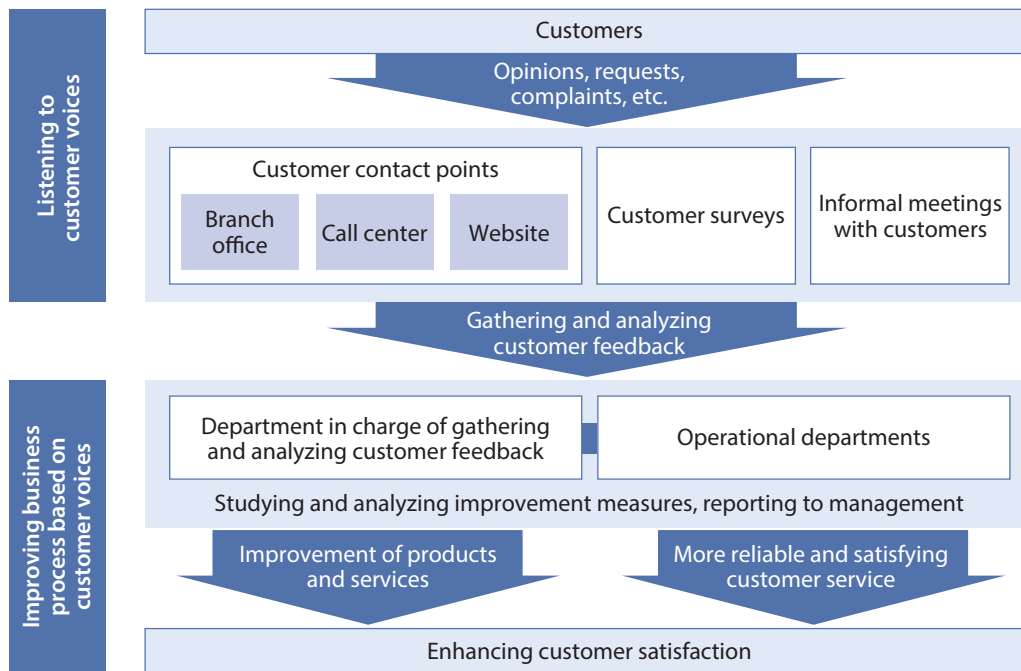 Listening to
customer voices
Customers
Opinions, requests,
complaints, etc.
Customer contact points
Branch
office
Call center
Website
Customer surveys
Informal meetings
with customers
Gathering and analyzing
customer feedback
Improving business
process based on
customer voices
Department in charge of gathering
and analyzing customer feedback
Operational departments
Studying and analyzing improvement measures, reporting to management
Improvement of products
and services
More reliable and satisfying
customer service
Enhancing customer satisfaction